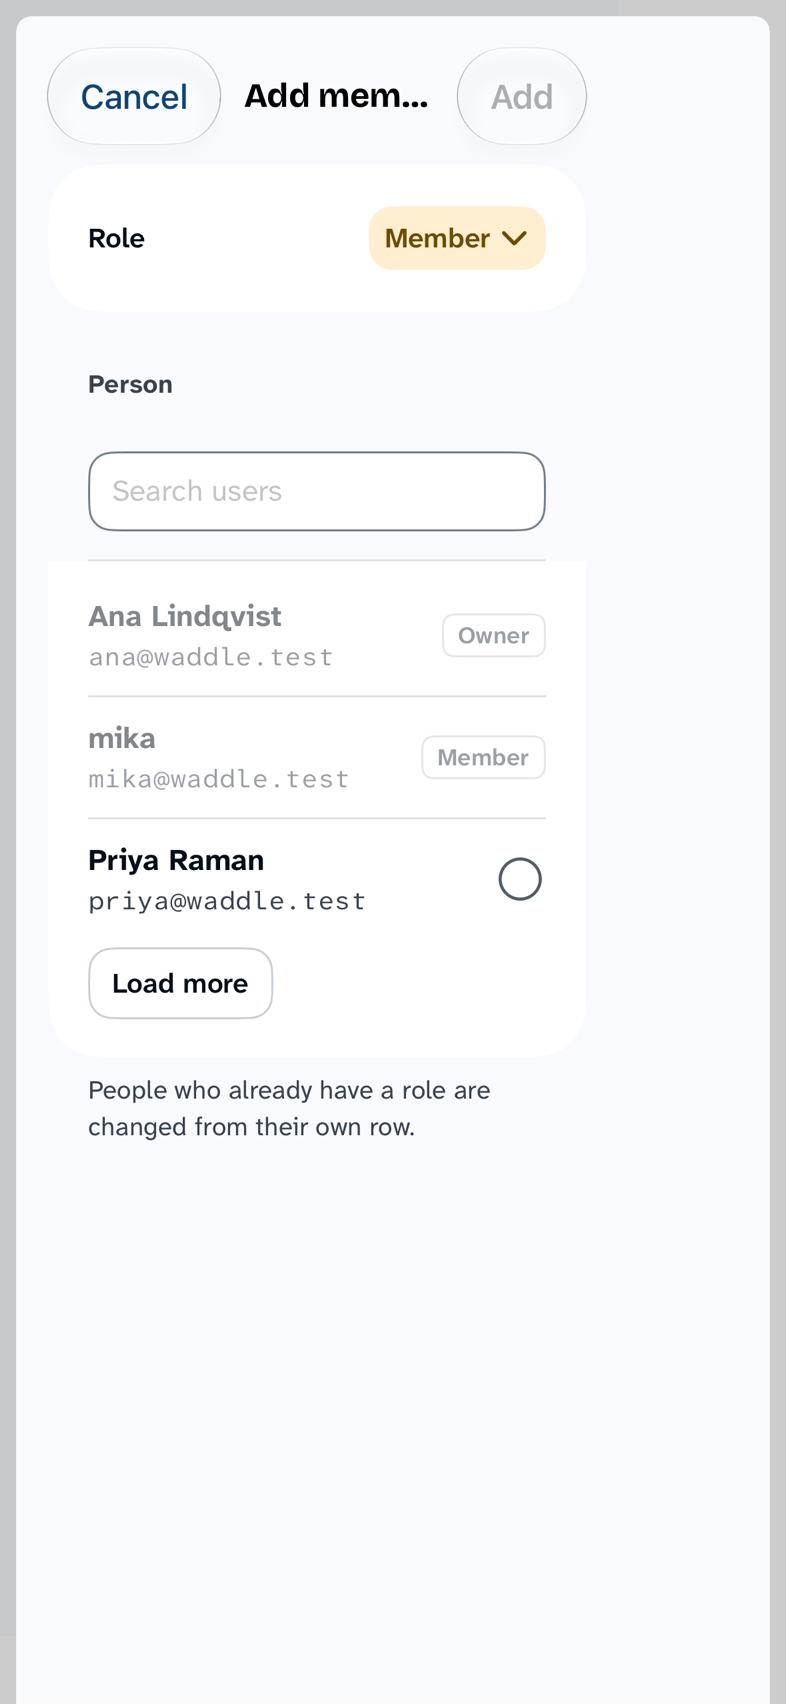 Cancel
Add mem...
Add
Role
Member
Person
Search users
Ana Lindqvist
ana@waddle.test
Owner
mika
mika@waddle.test
Member
Priya Raman
priya@waddle.test
Load more
People who already have a role are
changed from their own row.